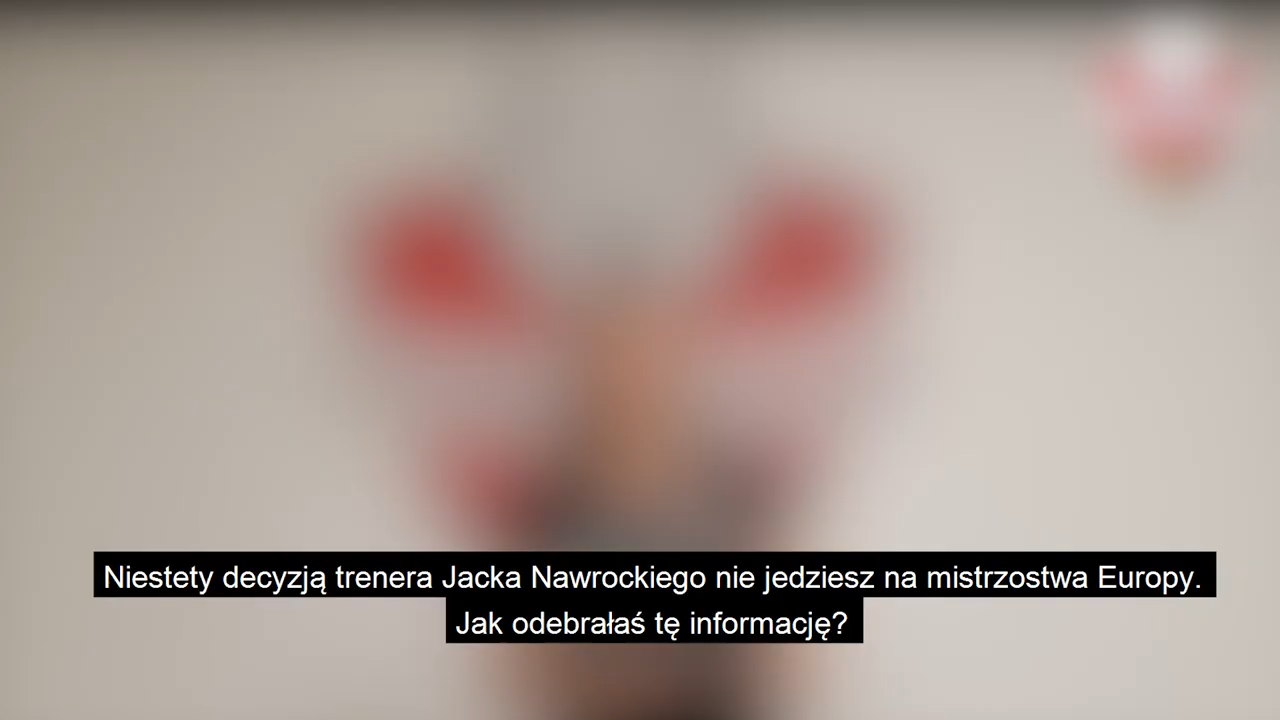 Niestety decyzją trenera Jacka Nawrockiego nie jedziesz na mistrzostwa Europy.
Jak odebrałaś tę informację?